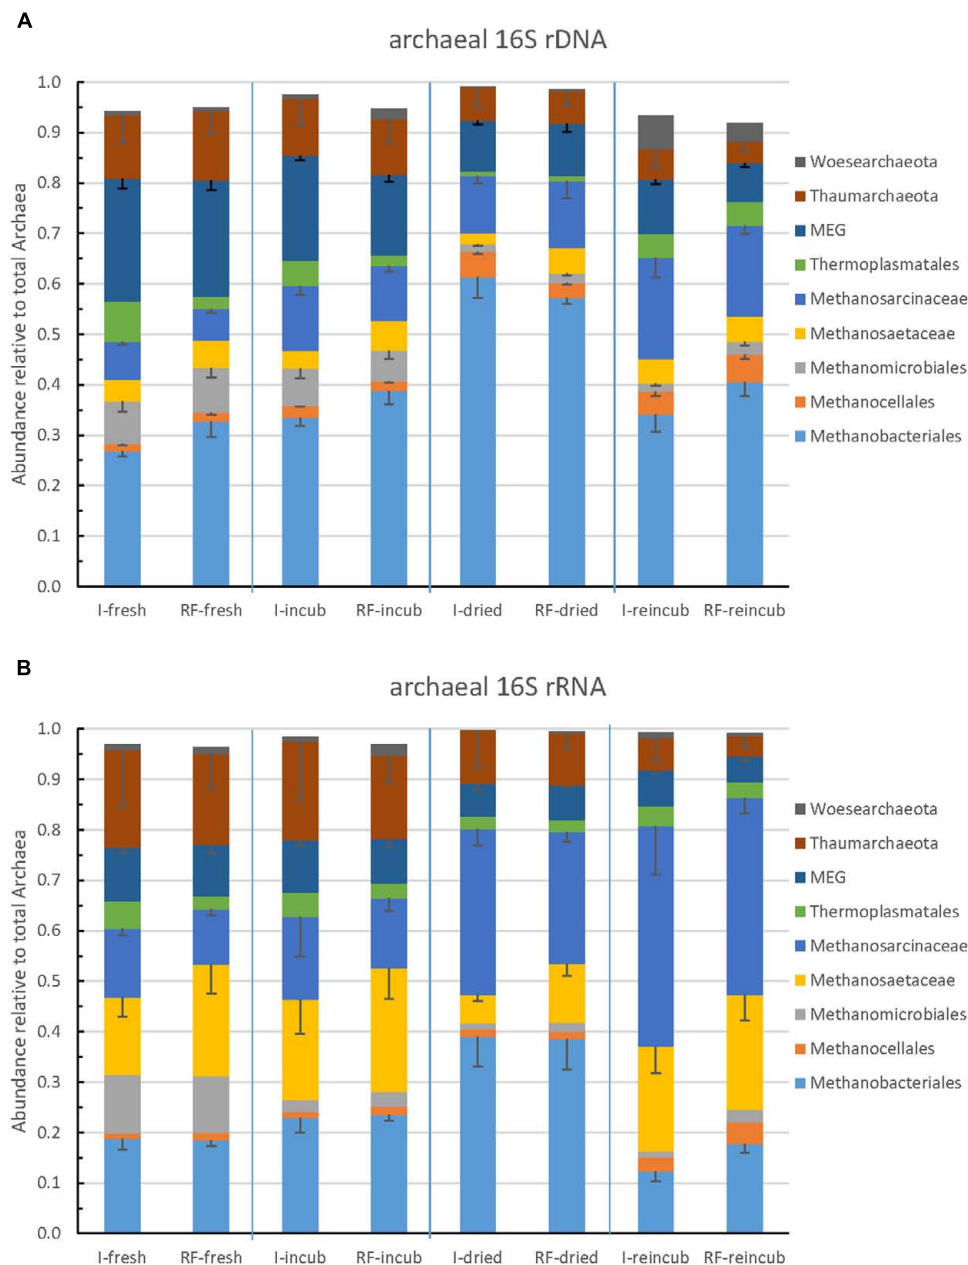 A
archaeal 16S rDNA
Abundance relative to total Archaea
1.0
0.9
0.8
0.7
0.6
0.5
0.4
0.3
0.2
0.1
0.0
I-fresh RF-fresh I-incub RF-incub I-dried RF-dried I-reincub RF-reincub
Woesearchaeota
Thaumarchaeota
MEG
Thermoplasmatales
Methanosarcinaceae
Methanosaetaceae
Methanomicrobiales
Methanocellales
Methanobacteriales
B
archaeal 16S rRNA
Abundance relative to total Archaea
1.0
0.9
0.8
0.7
0.6
0.5
0.4
0.3
0.2
0.1
0.0
I-fresh RF-fresh I-incub RF-incub I-dried RF-dried I-reincub RF-reincub
Woesearchaeota
Thaumarchaeota
MEG
Thermoplasmatales
Methanosarcinaceae
Methanosaetaceae
Methanomicrobiales
Methanocellales
Methanobacteriales